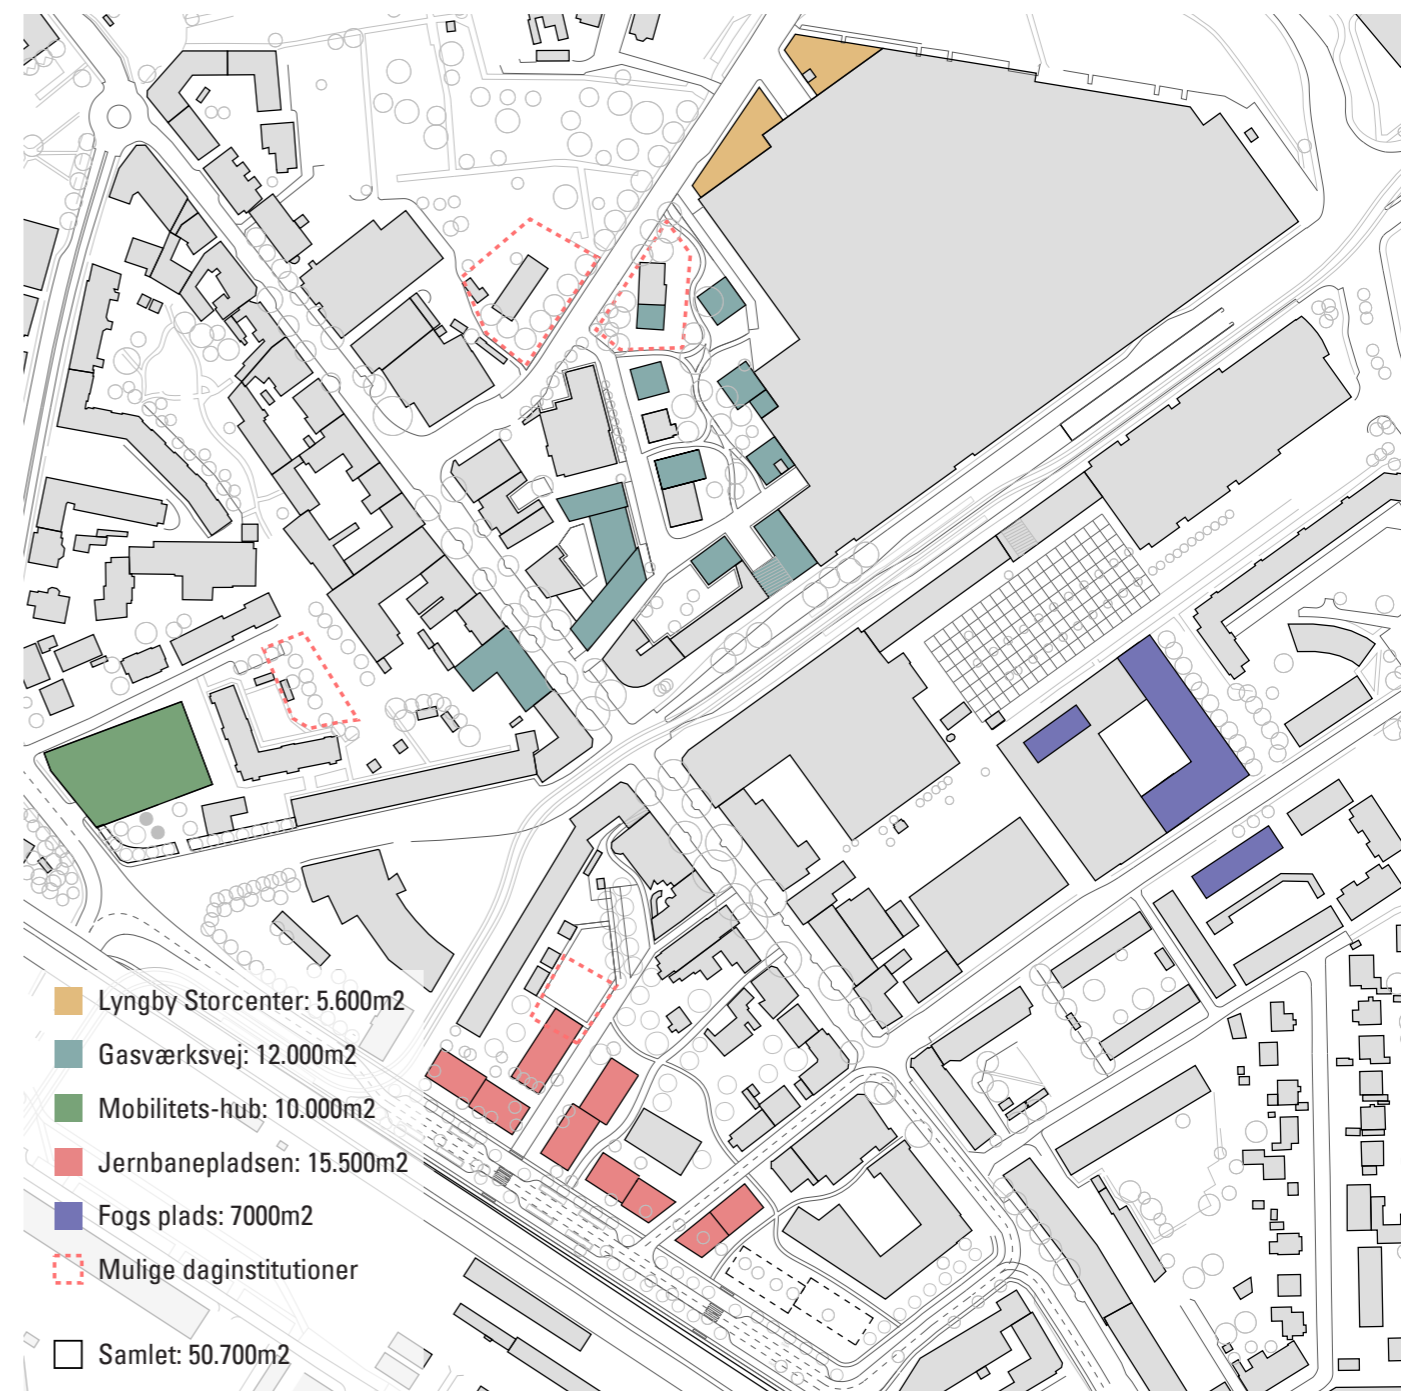 Lyngby Storcenter: 5.600m2
Gasværksvej: 12.000m2
Mobilitets-hub: 10.000m2
Jernbanepladsen: 15.500m2
Fogs plads: 7000m2
Mulige daginstitutioner
Samlet: 50.700m2